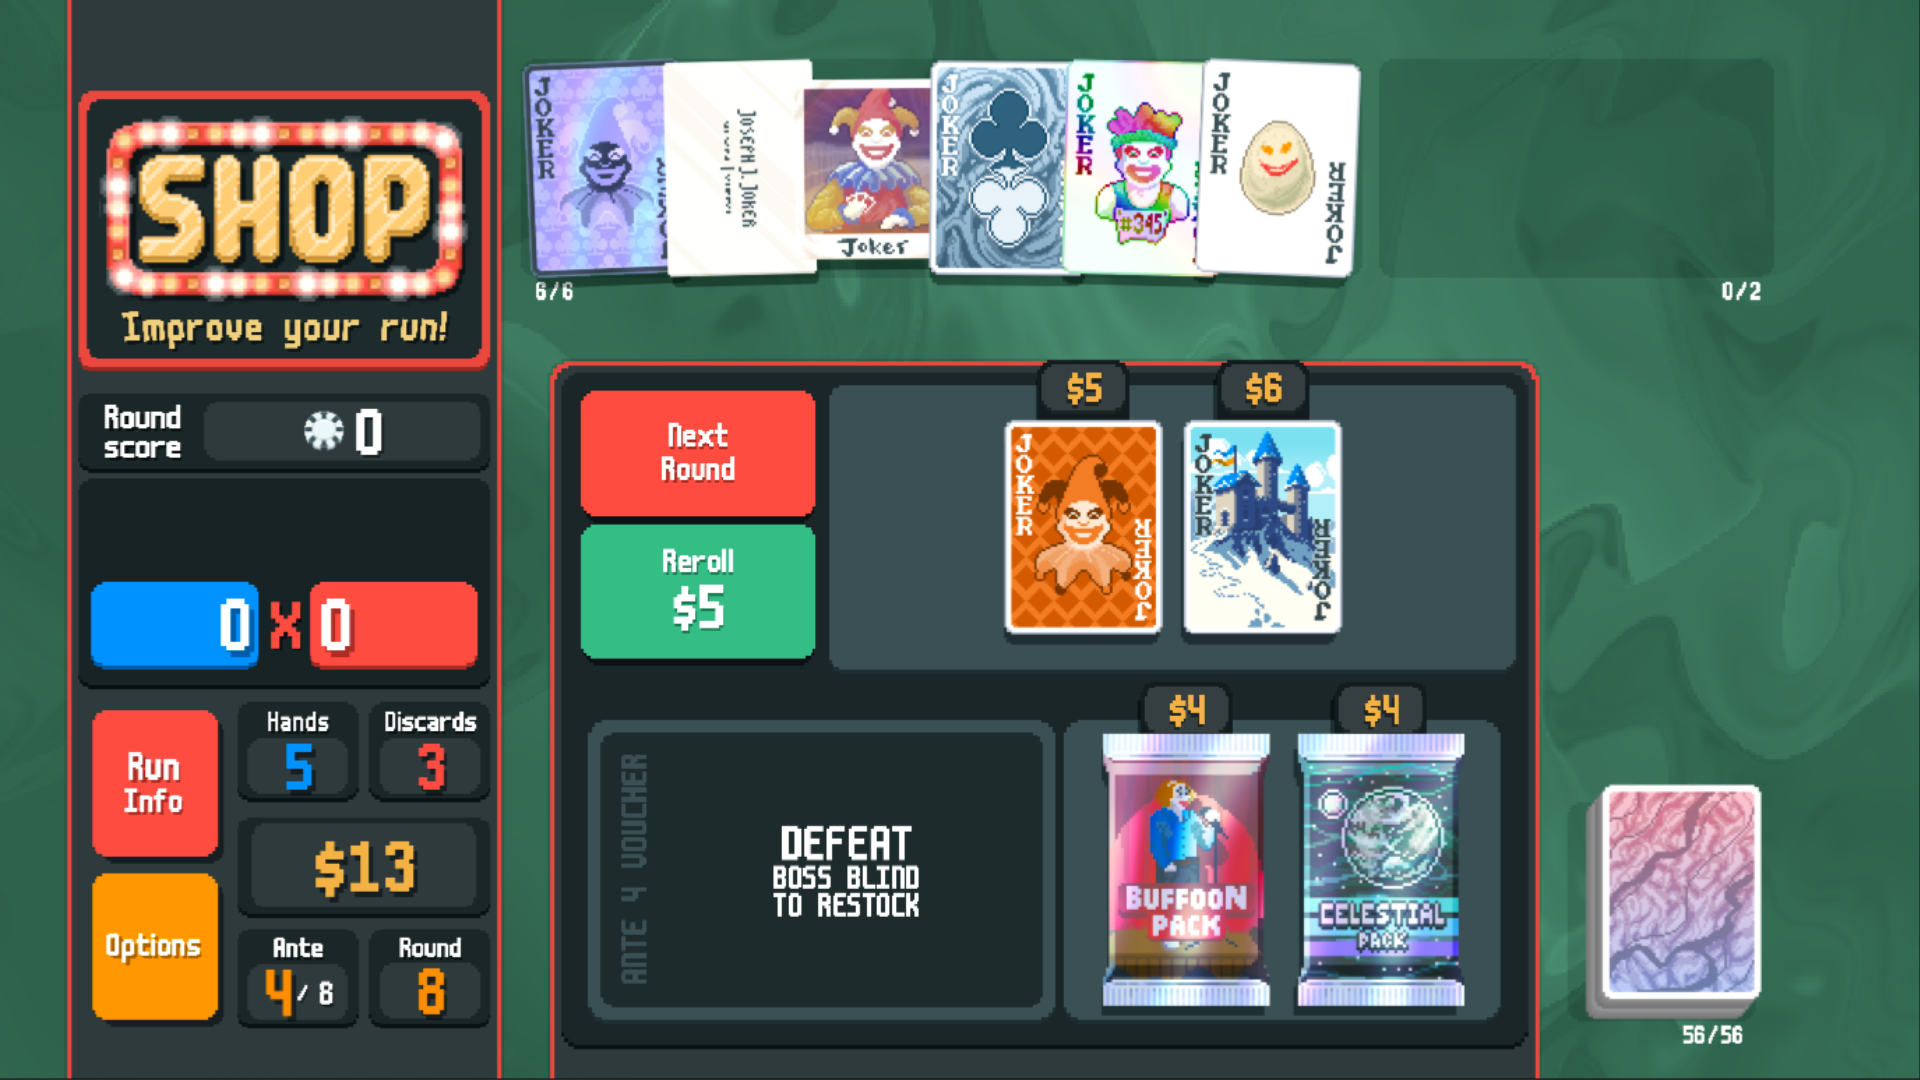 JOKER
JOSEPH J. JOKER
Joker
JOKER
JOKER
#345
JOKER
JOKER
6/6
0/2
SHOP
Improve your run!
Round
score
0
0 X 0
Run
Info
Hands
5
Discards
3
$13
Options
Ante
4/ 8
Round
8
Next
Round
Reroll
$5
$5
JOKER
JOKER
$6
JOKER
JOKER
ANTE 4 VOUCHER
DEFEAT
BOSS BLIND
TO RESTOCK
$4
BUFFOON
PACK
$4
CELESTIAL
PACK
56/56